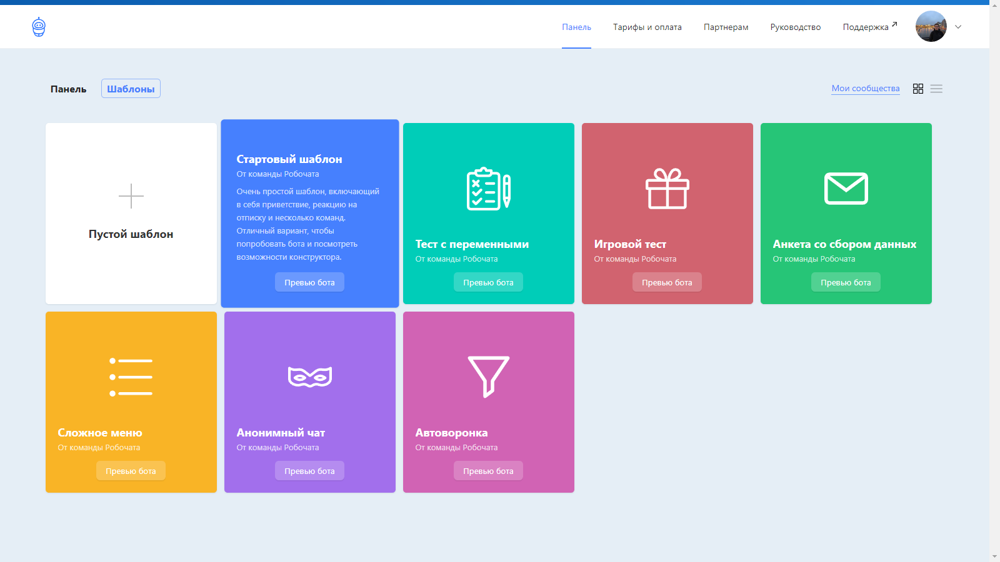 Панель
Тарифы и оплата
Партнерам
Руководство
Поддержка
Панель
Шаблоны
Мои сообщества
Пустой шаблон
Стартовый шаблон
От команды Робочата
Очень простой шаблон, включающий
в себя приветствие, реакцию на
отписку и несколько команд.
Отличный вариант, чтобы
попробовать бота и посмотреть
возможности конструктора.
Превью бота
Тест с переменными
От команды Робочата
Превью бота
Игровой тест
От команды Робочата
Превью бота
Анкета со сбором данных
От команды Робочата
Превью бота
Сложное меню
От команды Робочата
Превью бота
Анонимный чат
От команды Робочата
Превью бота
Автоворонка
От команды Робочата
Превью бота